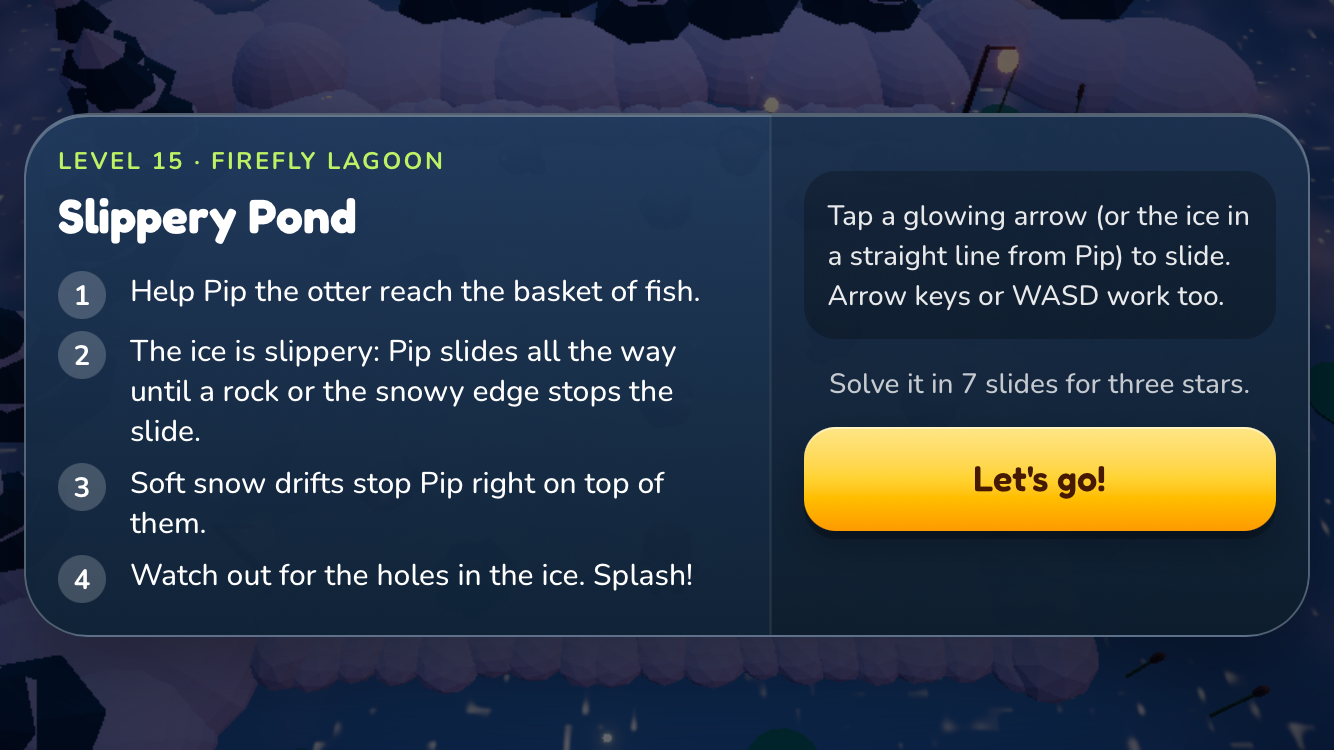 LEVEL 15 · FIREFLY LAGOON
Slippery Pond
1 Help Pip the otter reach the basket of fish.
2 The ice is slippery: Pip slides all the way
until a rock or the snowy edge stops the
slide.
3 Soft snow drifts stop Pip right on top of
them.
4 Watch out for the holes in the ice. Splash!
Tap a glowing arrow (or the ice in
a straight line from Pip) to slide.
Arrow keys or WASD work too.
Solve it in 7 slides for three stars.
Let's go!